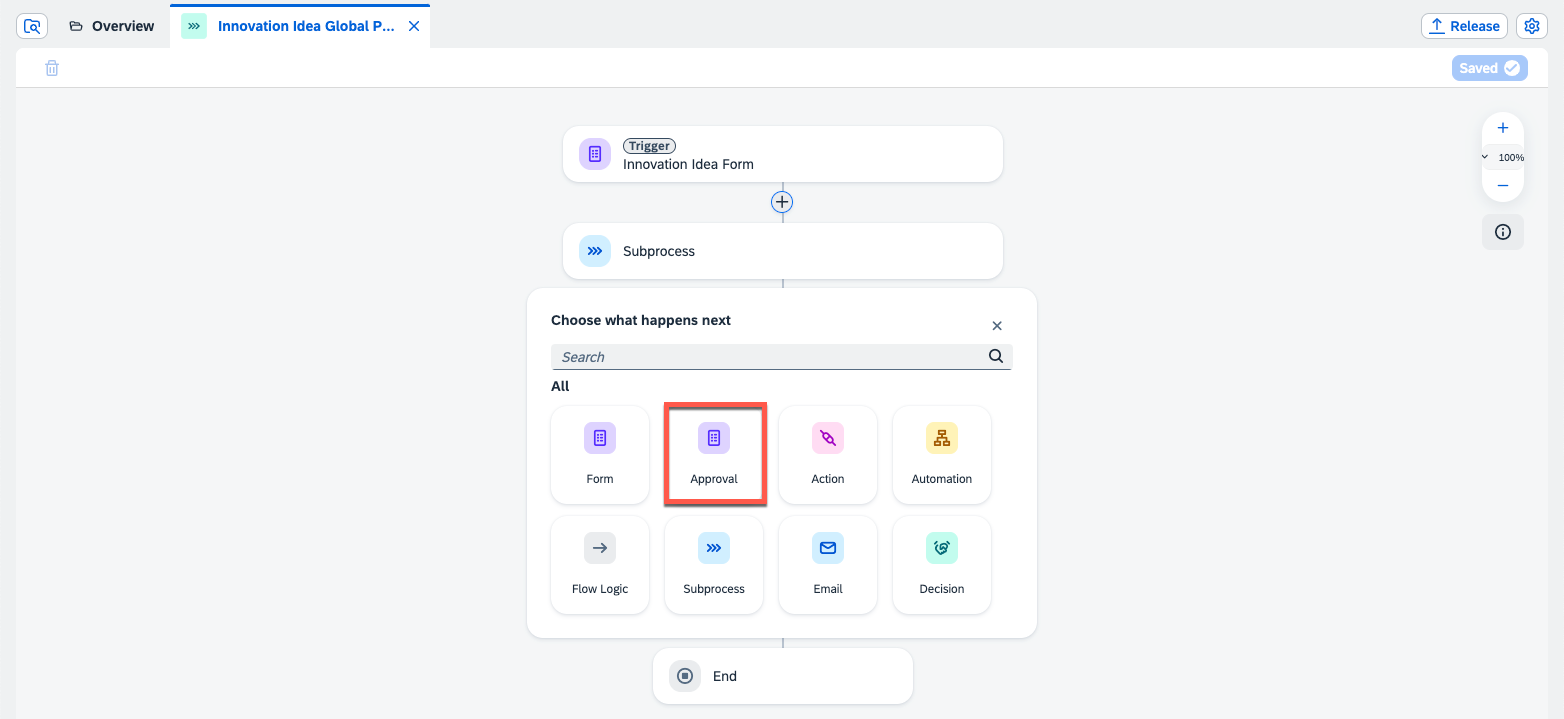 Overview
Innovation Idea Global P...
Release
Saved
Trigger
Innovation Idea Form
100%
Subprocess
Choose what happens next
Search
All
Form
Approval
Action
Automation
Flow Logic
Subprocess
Email
Decision
End